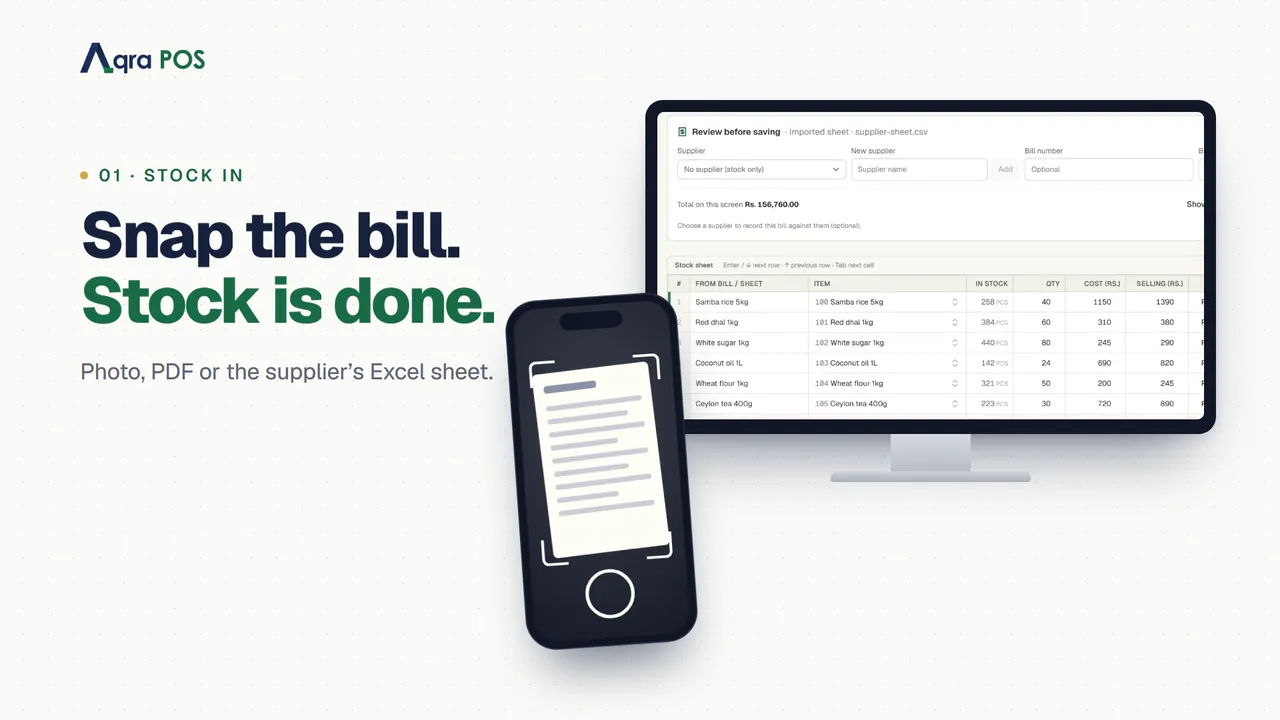 Aqra POS
01 · STOCK IN
Snap the bill.
Stock is done.
Photo, PDF or the supplier's Excel sheet.
Review before saving · Imported sheet · supplier-sheet.csv
Supplier New supplier Bill number
No supplier (stock only) Supplier name Add Optional
Total on this screen Rs. 156,760.00 Show
Choose a supplier to record this bill against them (optional).
Stock sheet Enter / ↓ next row · ↑ previous row · Tab next cell
# FROM BILL / SHEET ITEM IN STOCK QTY COST (RS.) SELLING (RS.)
1 Samba rice 5kg 100 Samba rice 5kg 258 PCS 40 1150 1390
2 Red dhal 1kg 101 Red dhal 1kg 384 PCS 60 310 380
White sugar 1kg 102 White sugar 1kg 440 PCS 80 245 290
Coconut oil 1L 103 Coconut oil 1L 142 PCS 24 690 820
Wheat flour 1kg 104 Wheat flour 1kg 321 PCS 50 200 245
Ceylon tea 400g 105 Ceylon tea 400g 223 PCS 30 720 890